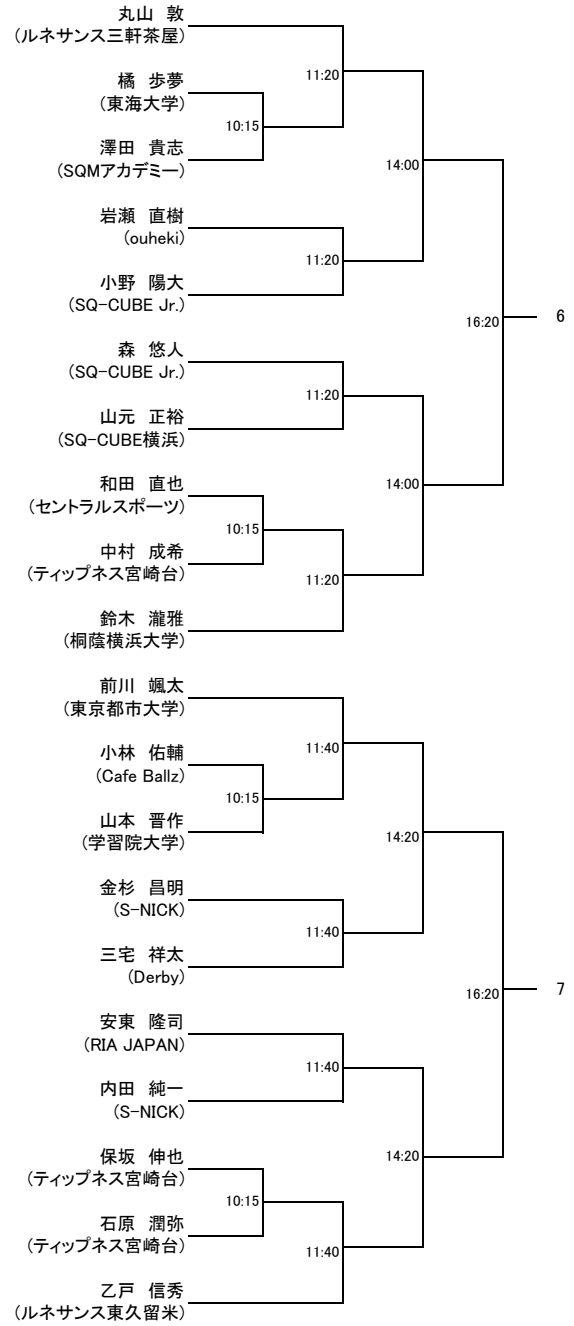 丸山　敦
(ルネサンス三軒茶屋)
11:20
橘　歩夢
(東海大学)
10:15
澤田　貴志
(SQMアカデミー)
14:00
岩瀬　直樹
(ouheki)
11:20
小野　陽大
(SQ-CUBE Jr.)
16:20
6
森　悠人
(SQ-CUBE Jr.)
11:20
山元　正裕
(SQ-CUBE横浜)
14:00
和田　直也
(セントラルスポーツ)
10:15
中村　成希
(ティップネス宮崎台)
11:20
鈴木　瀧雅
(桐蔭横浜大学)
前川　颯太
(東京都市大学)
11:40
小林　佑輔
(Cafe Ballz)
10:15
山本　晋作
(学習院大学)
14:20
金杉　昌明
(S-NICK)
11:40
三宅　祥太
(Derby)
16:20
7
安東　隆司
(RIA JAPAN)
11:40
内田　純一
(S-NICK)
14:20
保坂　伸也
(ティップネス宮崎台)
10:15
石原　潤弥
(ティップネス宮崎台)
11:40
乙戸　信秀
(ルネサンス東久留米)